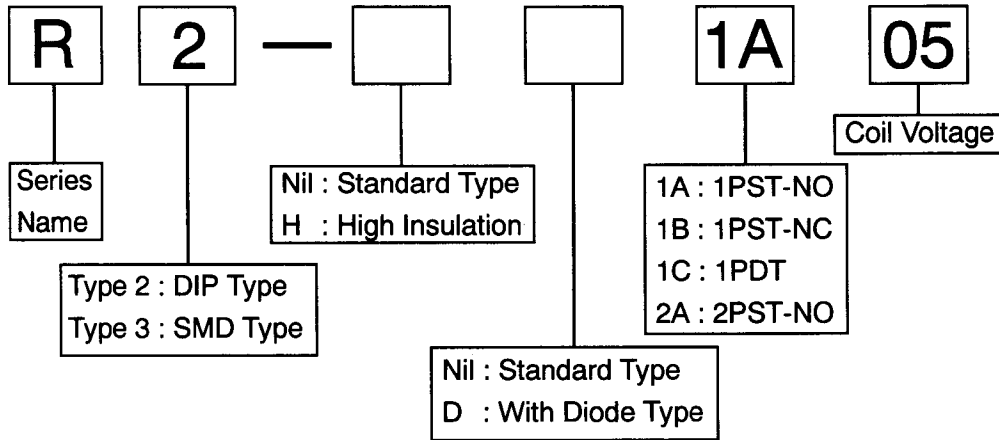 R 2 — 1A 05
Coil Voltage
Series
Name
Nil : Standard Type
H : High Insulation
1A : 1PST-NO
1B : 1PST-NC
1C : 1PDT
2A : 2PST-NO
Type 2 : DIP Type
Type 3 : SMD Type
Nil : Standard Type
D : With Diode Type